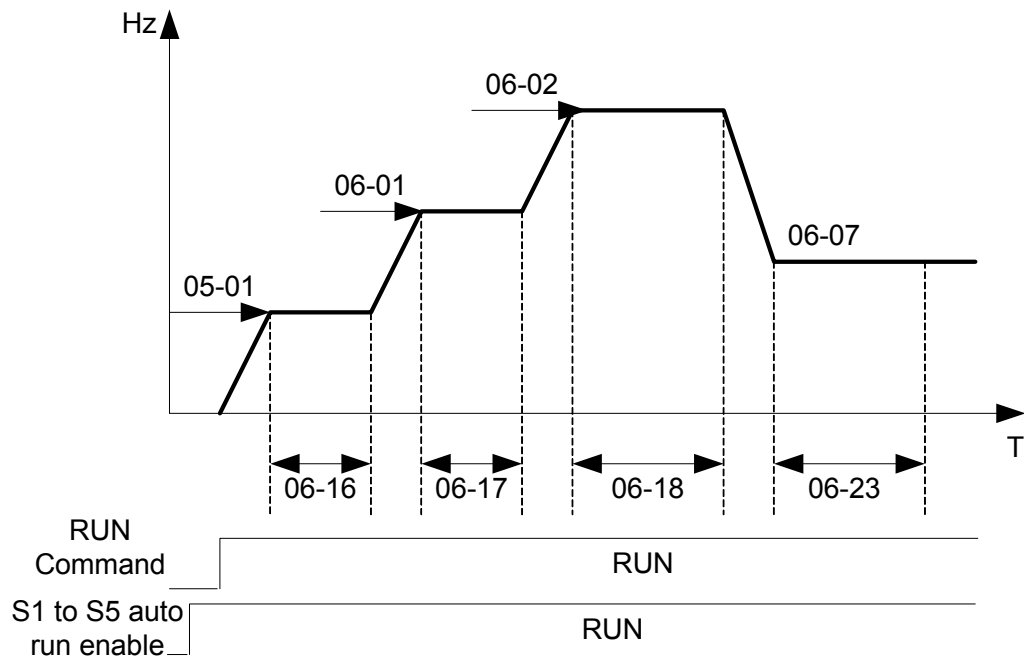 Hz
06-02
06-01
06-07
05-01
T
06-16
06-17
06-18
06-23
RUN
Command
RUN
S1 to S5 auto
run enable
RUN